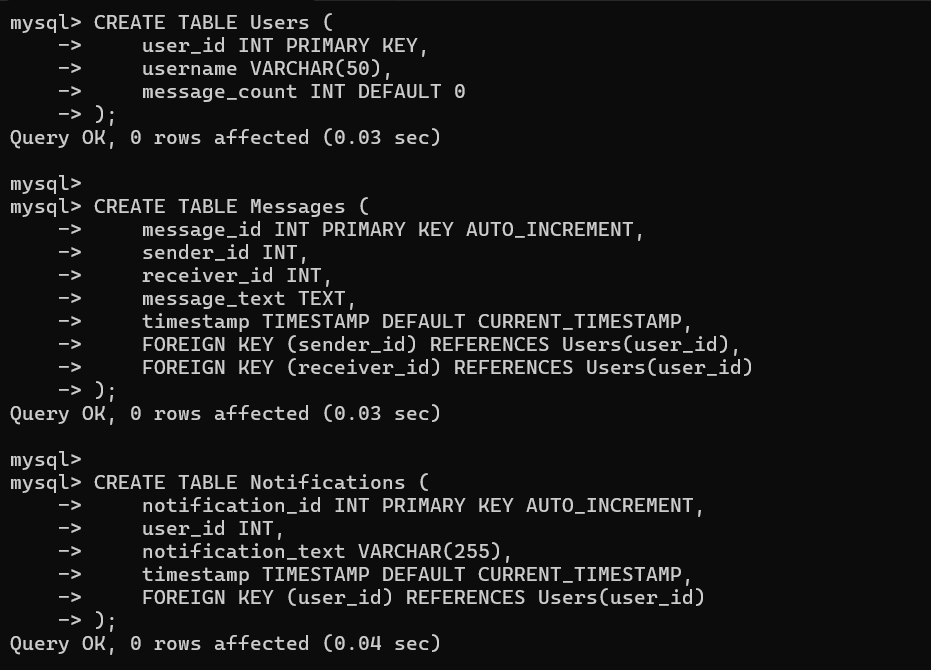 mysql> CREATE TABLE Users (
    ->     user_id INT PRIMARY KEY,
    ->     username VARCHAR(50),
    ->     message_count INT DEFAULT 0
    -> );
Query OK, 0 rows affected (0.03 sec)

mysql>
mysql> CREATE TABLE Messages (
    ->     message_id INT PRIMARY KEY AUTO_INCREMENT,
    ->     sender_id INT,
    ->     receiver_id INT,
    ->     message_text TEXT,
    ->     timestamp TIMESTAMP DEFAULT CURRENT_TIMESTAMP,
    ->     FOREIGN KEY (sender_id) REFERENCES Users(user_id),
    ->     FOREIGN KEY (receiver_id) REFERENCES Users(user_id)
    -> );
Query OK, 0 rows affected (0.03 sec)

mysql>
mysql> CREATE TABLE Notifications (
    ->     notification_id INT PRIMARY KEY AUTO_INCREMENT,
    ->     user_id INT,
    ->     notification_text VARCHAR(255),
    ->     timestamp TIMESTAMP DEFAULT CURRENT_TIMESTAMP,
    ->     FOREIGN KEY (user_id) REFERENCES Users(user_id)
    -> );
Query OK, 0 rows affected (0.04 sec)